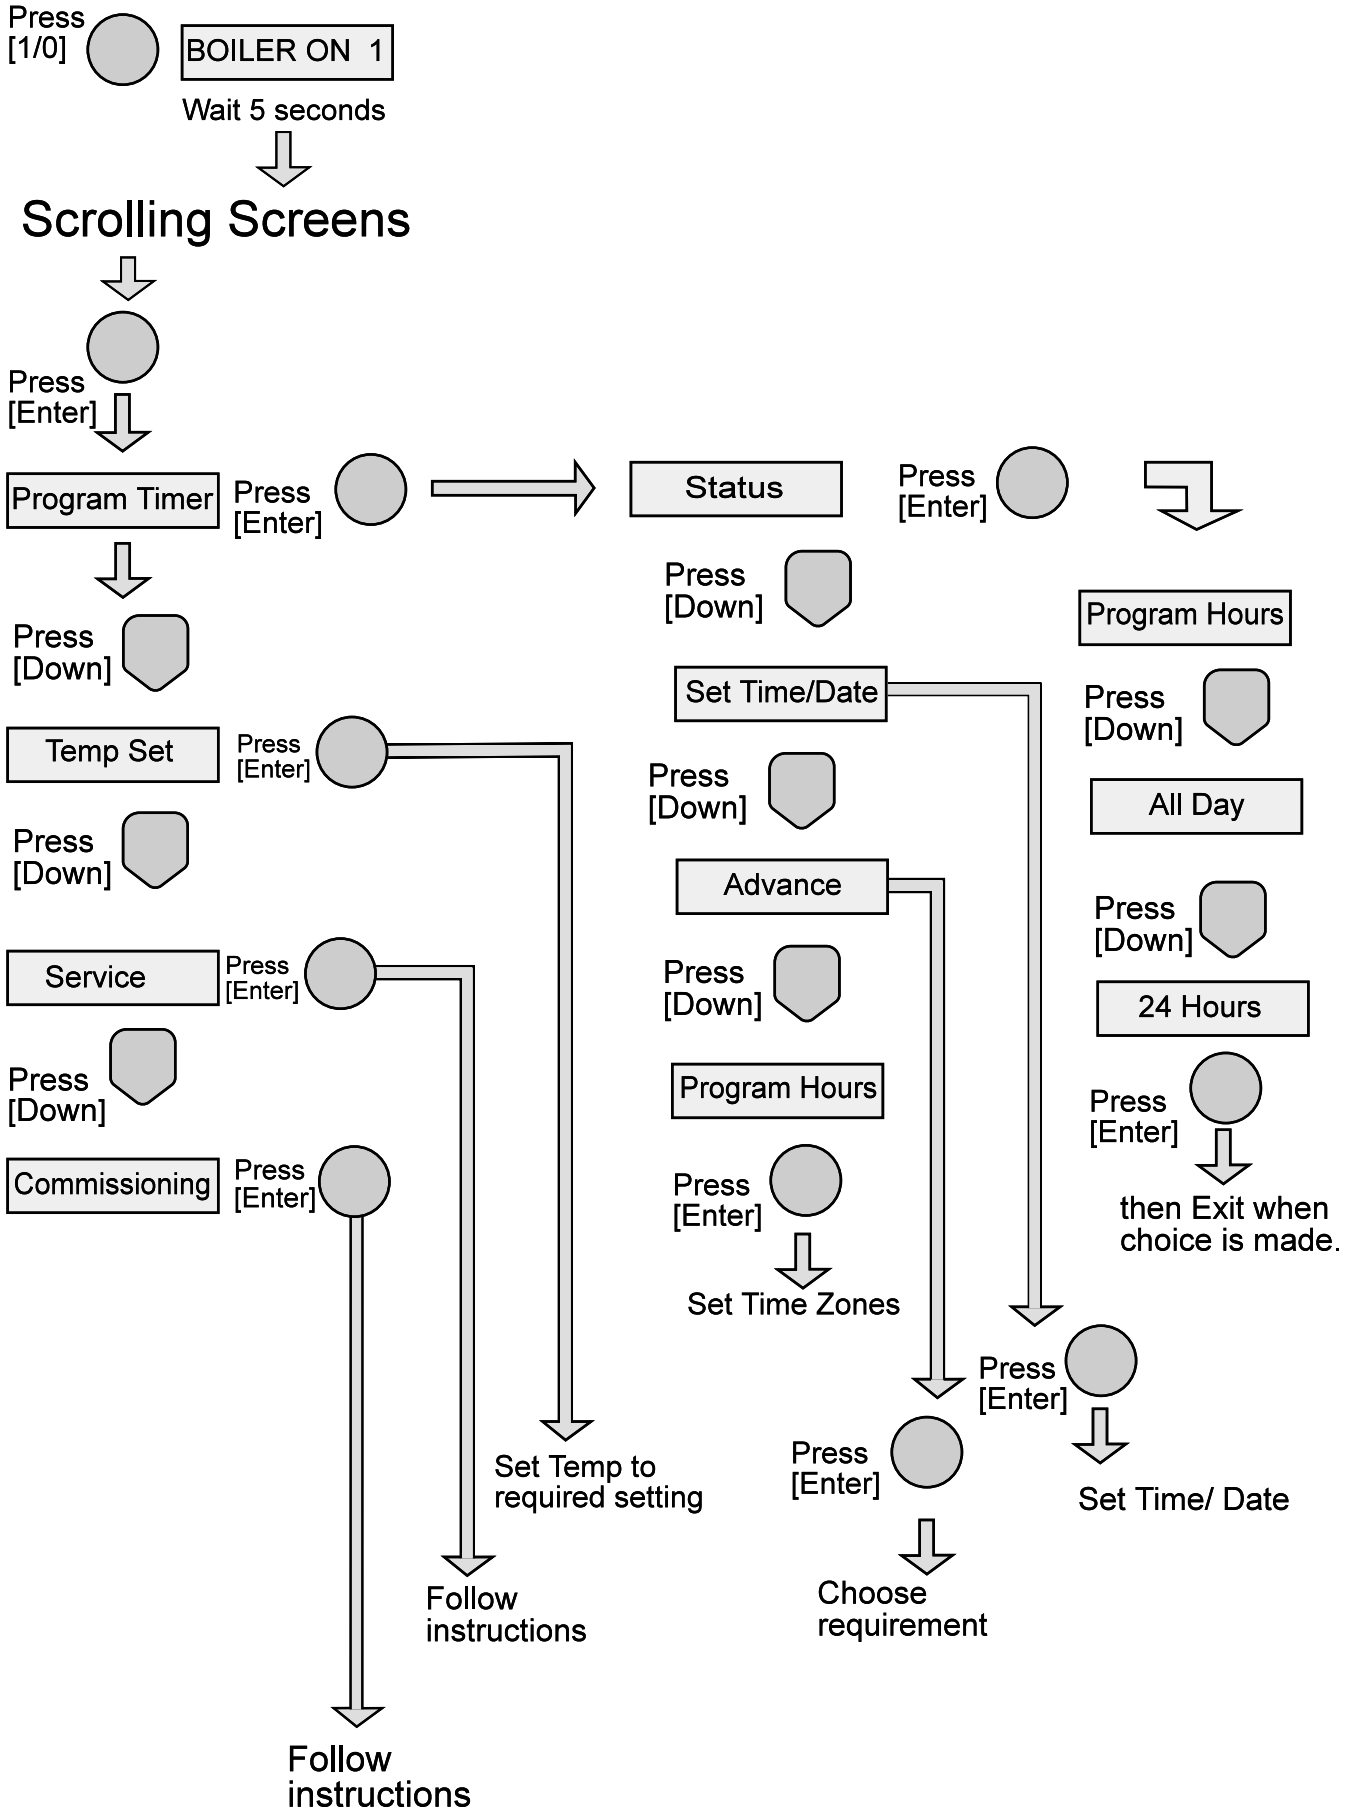 Press
[1/0]
BOILER ON  1
Wait 5 seconds
Scrolling Screens
Press
[Enter]
Program Timer
Press
[Enter]
Press
[Down]
Temp Set
Press
[Enter]
Press
[Down]
Service
Press
[Enter]
Press
[Down]
Commissioning
Press
[Enter]
Set Temp to
required setting
Follow
instructions
Follow
instructions
Status
Press
[Enter]
Press
[Down]
Set Time/Date
Press
[Down]
Advance
Press
[Down]
Program Hours
Press
[Enter]
Set Time Zones
Press
[Enter]
Choose
requirement
Press
[Enter]
Set Time/ Date
Program Hours
Press
[Down]
All Day
Press
[Down]
24 Hours
Press
[Enter]
then Exit when
choice is made.